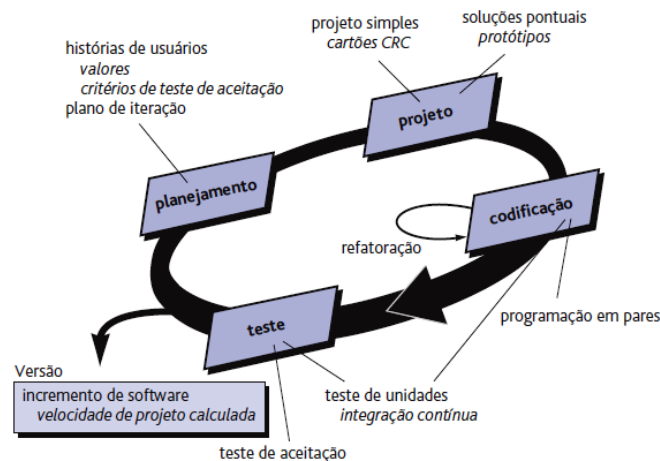 projeto simples
cartões CRC
soluções pontuais
protótipos
histórias de usuários
valores
critérios de teste de aceitação
plano de iteração
projeto
planejamento
codificação
refatoração
programação em pares
teste
teste de unidades
integração contínua
Versão
incremento de software
velocidade de projeto calculada
teste de aceitação